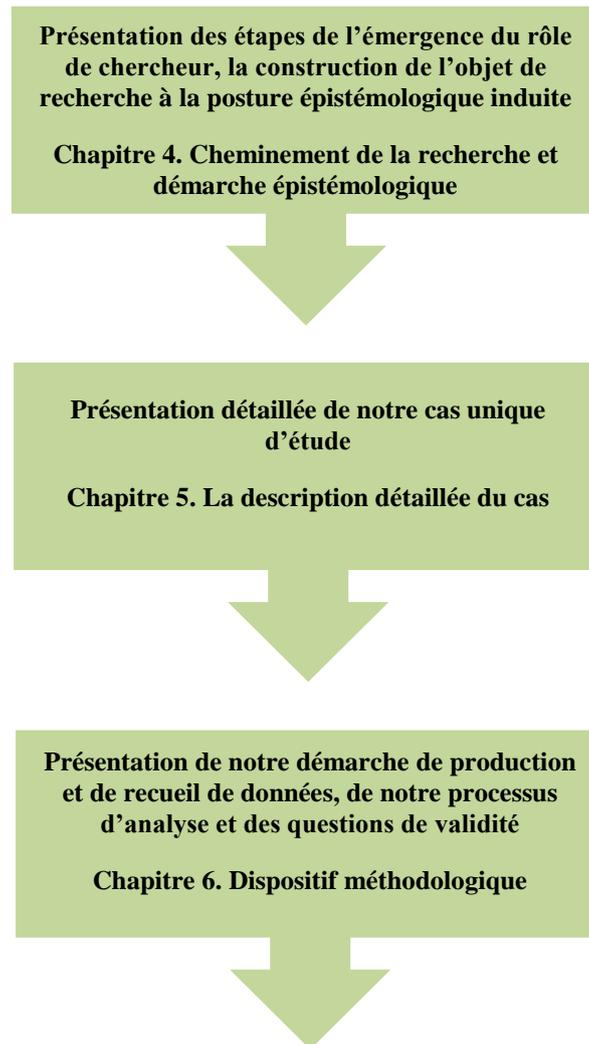 Présentation des étapes de l’émergence du rôle
de chercheur, la construction de l’objet de
recherche à la posture épistémologique induite
Chapitre 4. Cheminement de la recherche et
démarche épistémologique
Présentation détaillée de notre cas unique
d’étude
Chapitre 5. La description détaillée du cas
Présentation de notre démarche de production
et de recueil de données, de notre processus
d’analyse et des questions de validité
Chapitre 6. Dispositif méthodologique